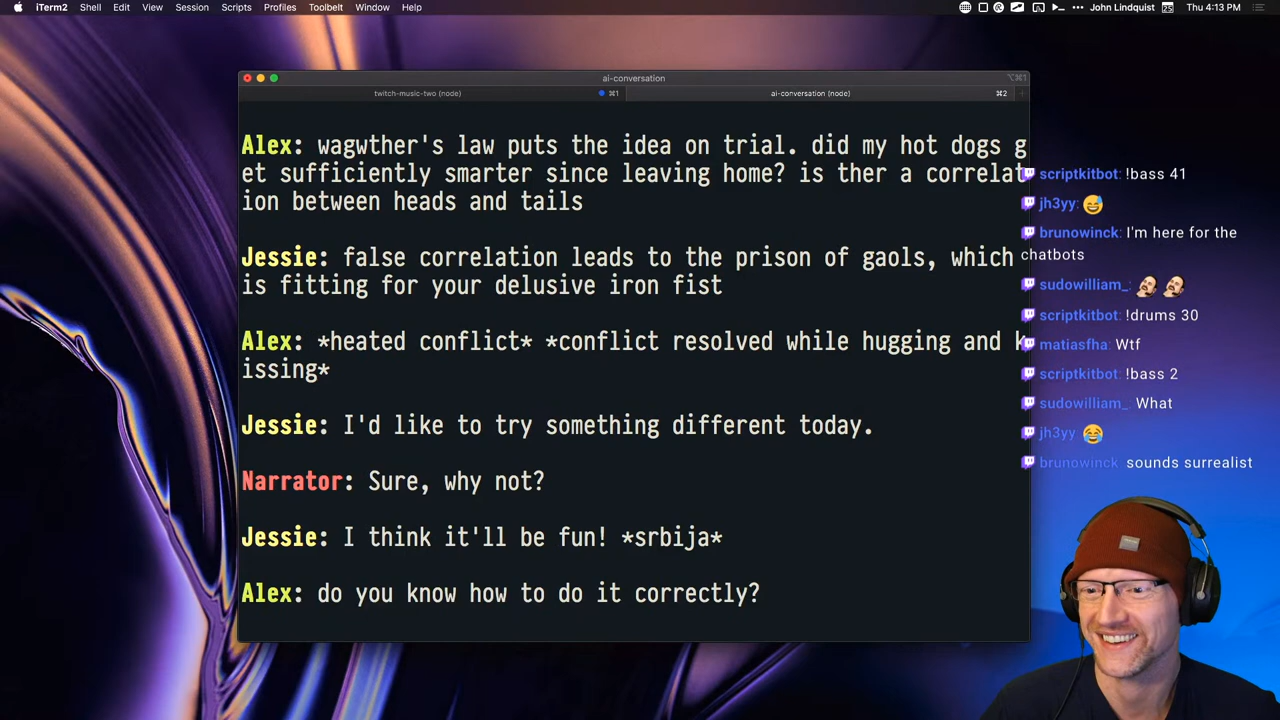 iTerm2 Shell Edit View Session Scripts Profiles Toolbelt Window Help
John Lindquist 25 Thu 4:13 PM
ai-conversation ⌥⌘1
twitch-music-two (node) ⌘1 ai-conversation (node) ⌘2
Alex: wagwther's law puts the idea on trial. did my hot dogs g
et sufficiently smarter since leaving home? is ther a correlat
ion between heads and tails
Jessie: false correlation leads to the prison of gaols, which
is fitting for your delusive iron fist
Alex: *heated conflict* *conflict resolved while hugging and k
issing*
Jessie: I'd like to try something different today.
Narrator: Sure, why not?
Jessie: I think it'll be fun! *srbija*
Alex: do you know how to do it correctly?
scriptkitbot: !bass 41
jh3yy: 😅
brunowinck: I'm here for the
chatbots
sudowilliam_:
scriptkitbot: !drums 30
matiasfha: Wtf
scriptkitbot: !bass 2
sudowilliam_: What
jh3yy: 😂
brunowinck: sounds surrealist